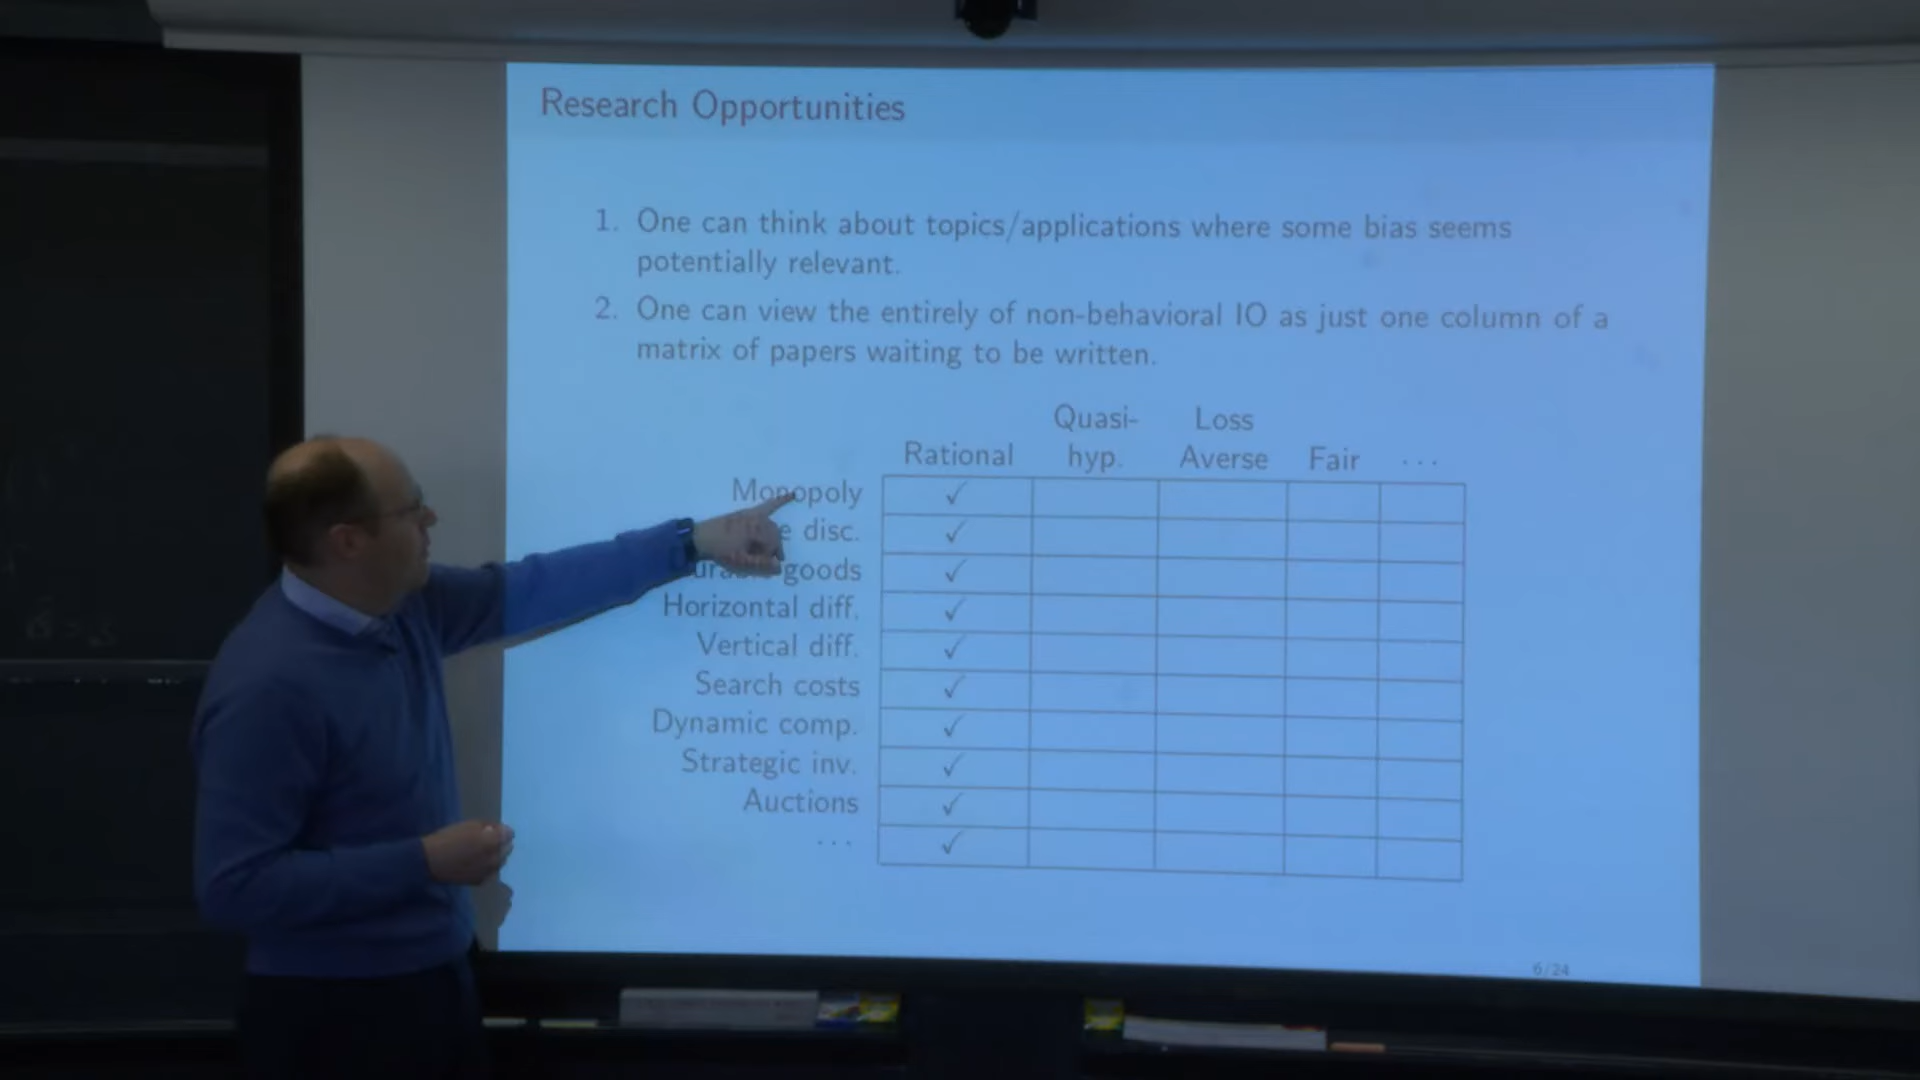 Research Opportunities
1. One can think about topics/applications where some bias seems
potentially relevant.
2. One can view the entirely of non-behavioral IO as just one column of a
matrix of papers waiting to be written.
Quasi- Loss
Rational hyp. Averse Fair ...
Monopoly ✓
disc. ✓
goods ✓
Horizontal diff. ✓
Vertical diff. ✓
Search costs ✓
Dynamic comp. ✓
Strategic inv. ✓
Auctions ✓
... ✓
6/24